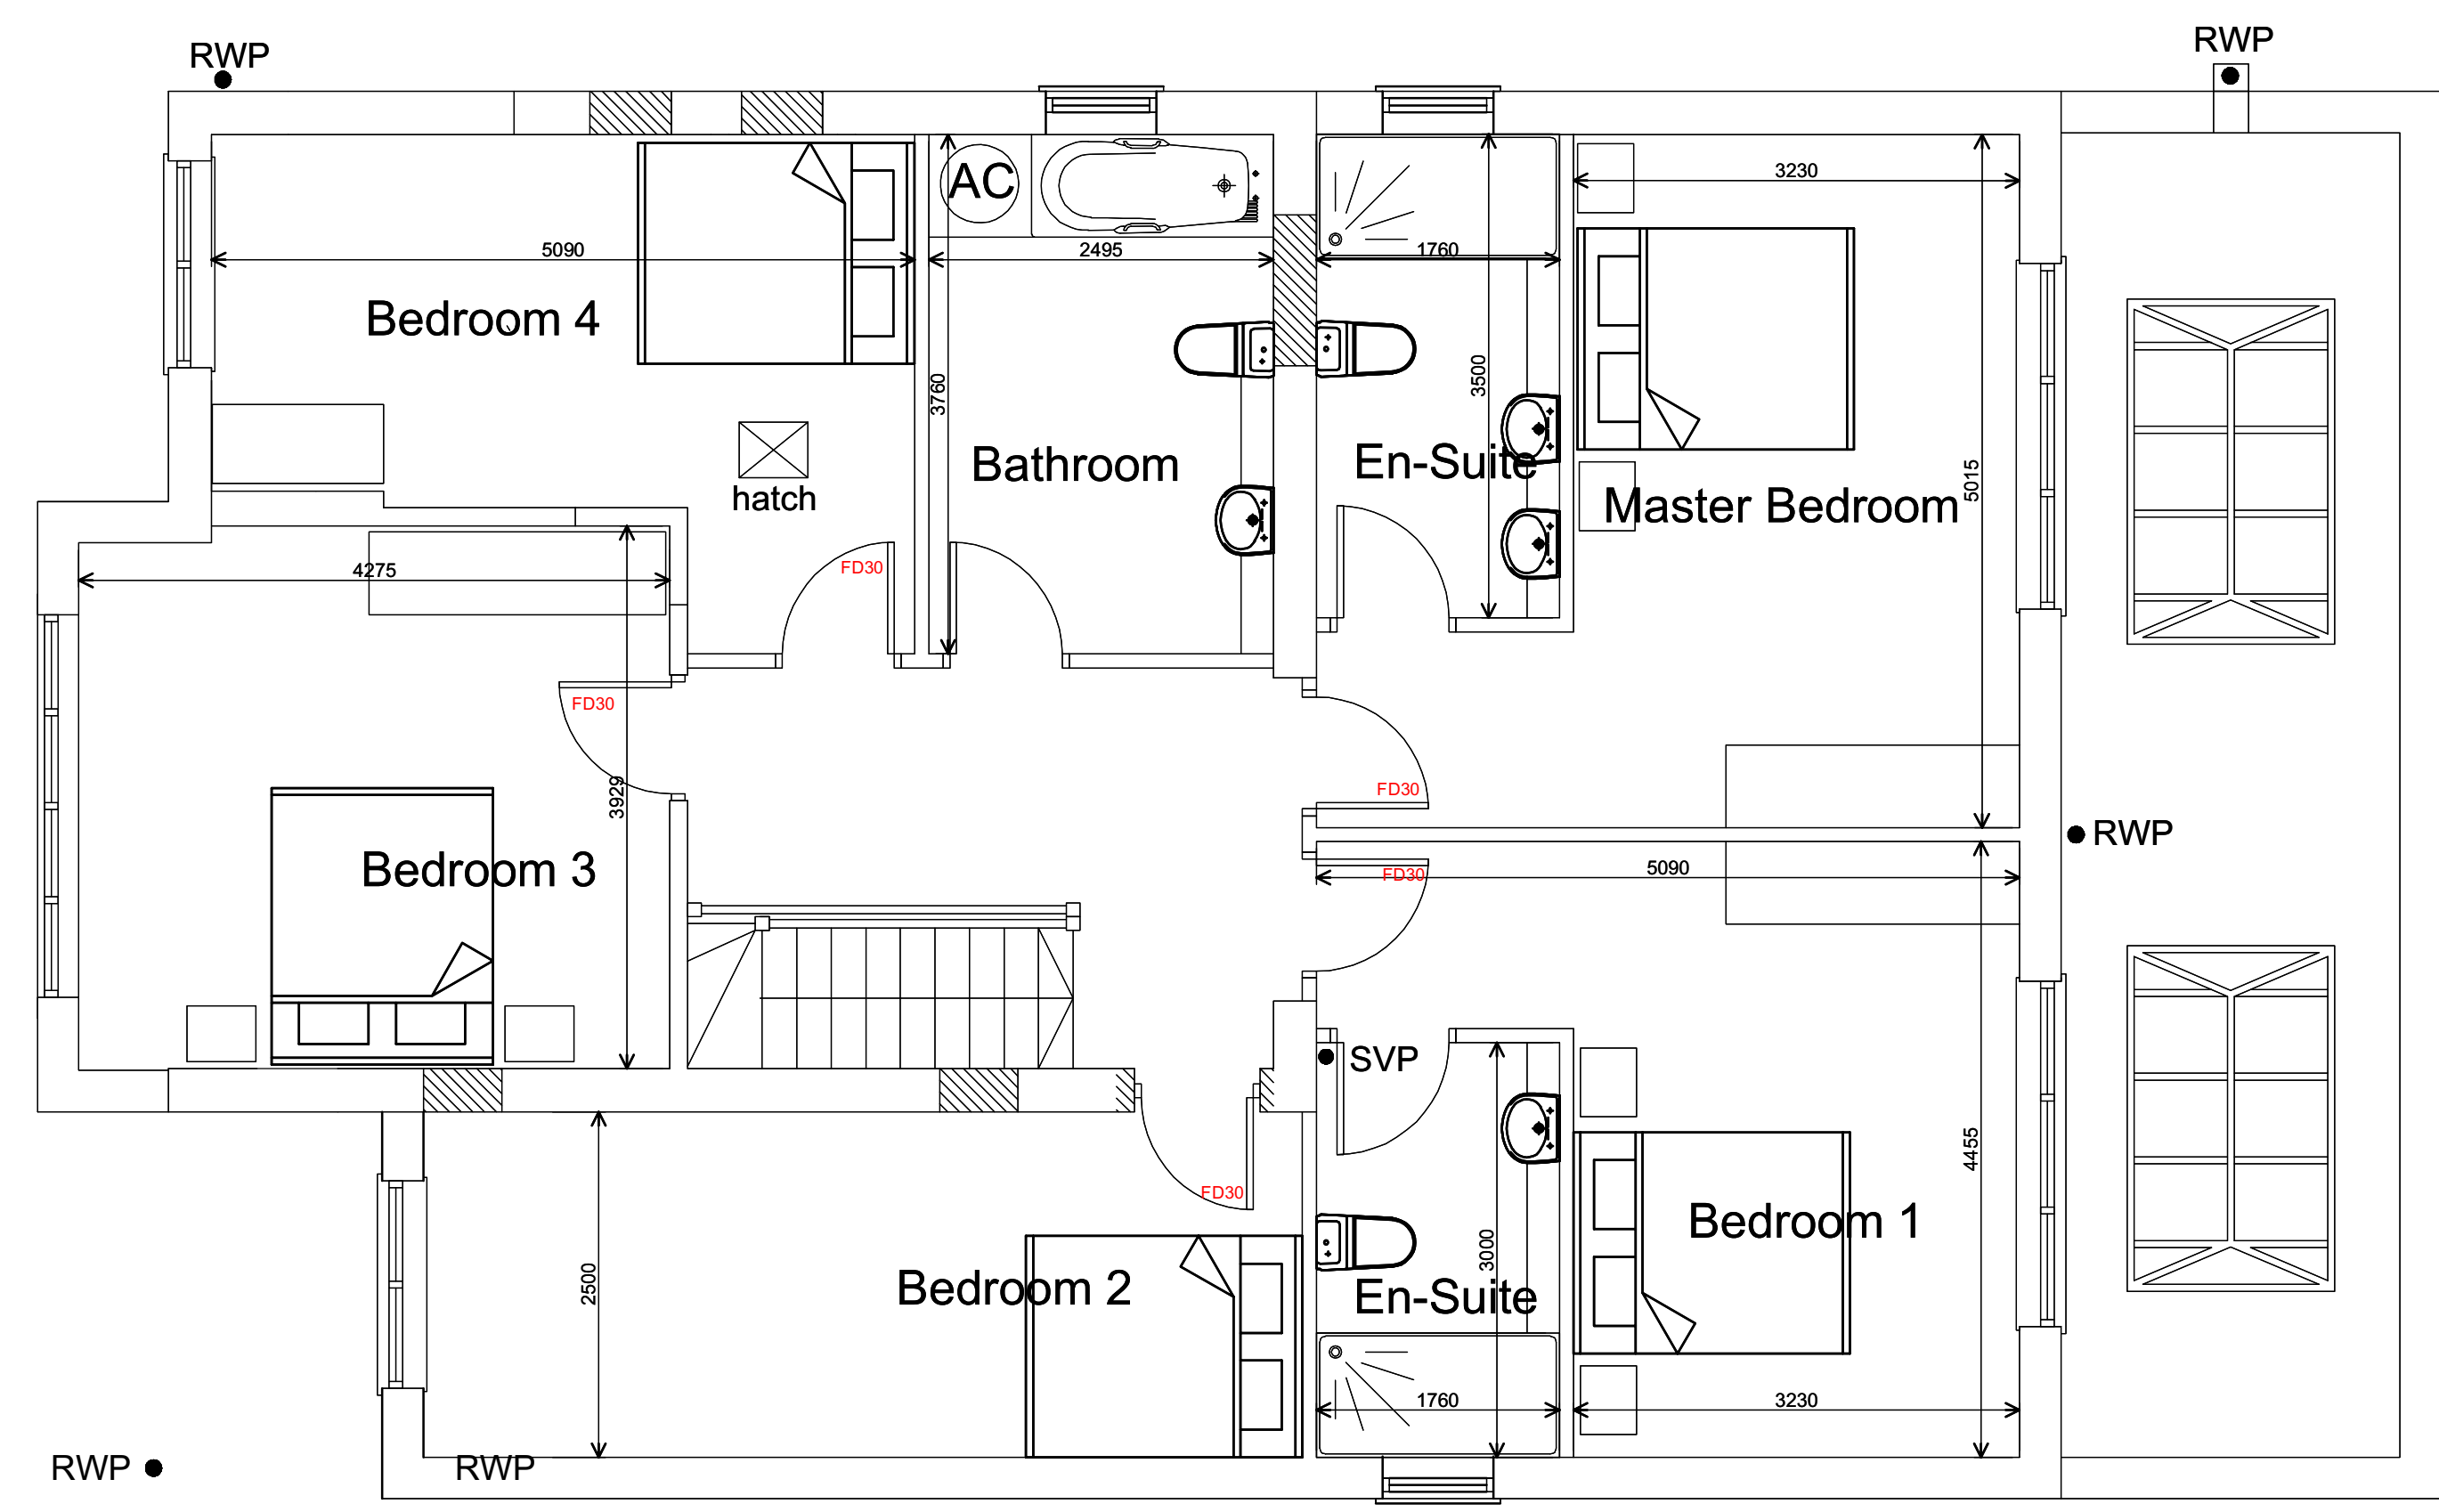 RWP
RWP
AC
3230
5090
2495
1760
Bedroom 4
3760
3500
Bathroom
En-Suite
5015
Master Bedroom
hatch
4275
FD30
FD30
3929
FD30
RWP
Bedroom 3
5090
FD30
SVP
4455
FD30
Bedroom 1
2500
Bedroom 2
3000
En-Suite
1760
3230
RWP
RWP